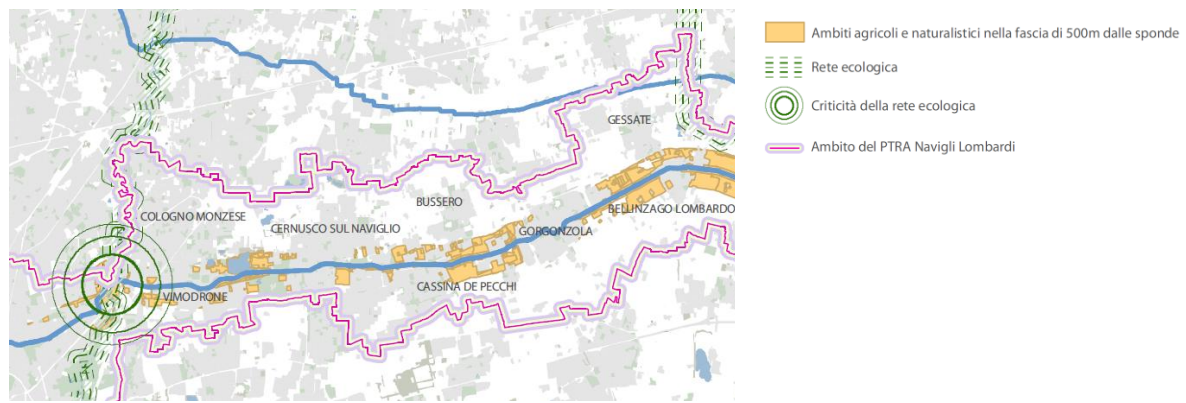 Ambiti agricoli e naturalistici nella fascia di 500m dalle sponde
Rete ecologica
Criticità della rete ecologica
Ambito del PTRA Navigli Lombardi
GESSATE
BUSSERO
COLOGNO MONZESE
CERNUSCO SUL NAVIGLIO
BELLINZAGO LOMBARDO
GORGONZOLA
CASSINA DE PECCHI
VIMODRONE